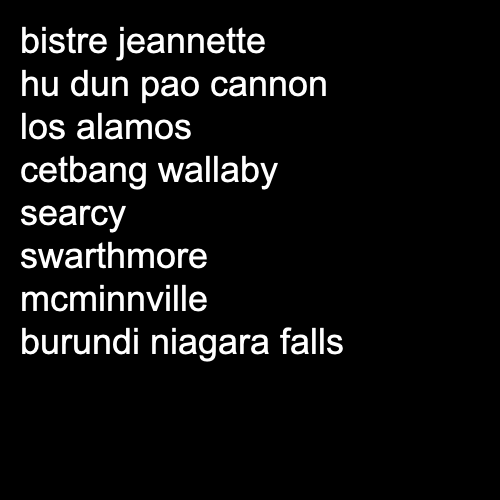 bistre jeannette
hu dun pao cannon
los alamos
cetbang wallaby
searcy
swarthmore
mcminnville
burundi niagara falls